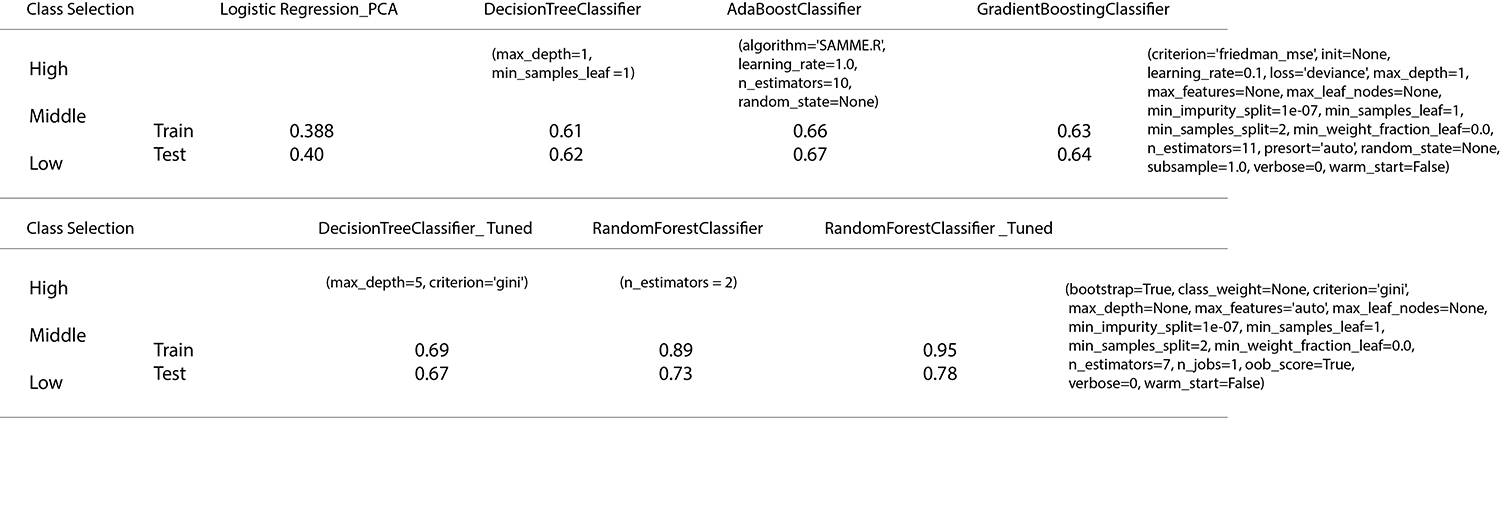 Class Selection Logistic Regression_PCA DecisionTreeClassifier AdaBoostClassifier GradientBoostingClassifier
High
Middle
Low
Train
Test
0.388
0.40
(max_depth=1,
min_samples_leaf =1)
0.61
0.62
(algorithm='SAMME.R',
learning_rate=1.0,
n_estimators=10,
random_state=None)
0.66
0.67
0.63
0.64
(criterion='friedman_mse', init=None,
learning_rate=0.1, loss='deviance', max_depth=1,
max_features=None, max_leaf_nodes=None,
min_impurity_split=1e-07, min_samples_leaf=1,
min_samples_split=2, min_weight_fraction_leaf=0.0,
n_estimators=11, presort='auto', random_state=None,
subsample=1.0, verbose=0, warm_start=False)
Class Selection DecisionTreeClassifier_ Tuned RandomForestClassifier RandomForestClassifier _Tuned
High
Middle
Low
Train
Test
(max_depth=5, criterion='gini')
0.69
0.67
(n_estimators = 2)
0.89
0.73
0.95
0.78
(bootstrap=True, class_weight=None, criterion='gini',
max_depth=None, max_features='auto', max_leaf_nodes=None,
min_impurity_split=1e-07, min_samples_leaf=1,
min_samples_split=2, min_weight_fraction_leaf=0.0,
n_estimators=7, n_jobs=1, oob_score=True,
verbose=0, warm_start=False)